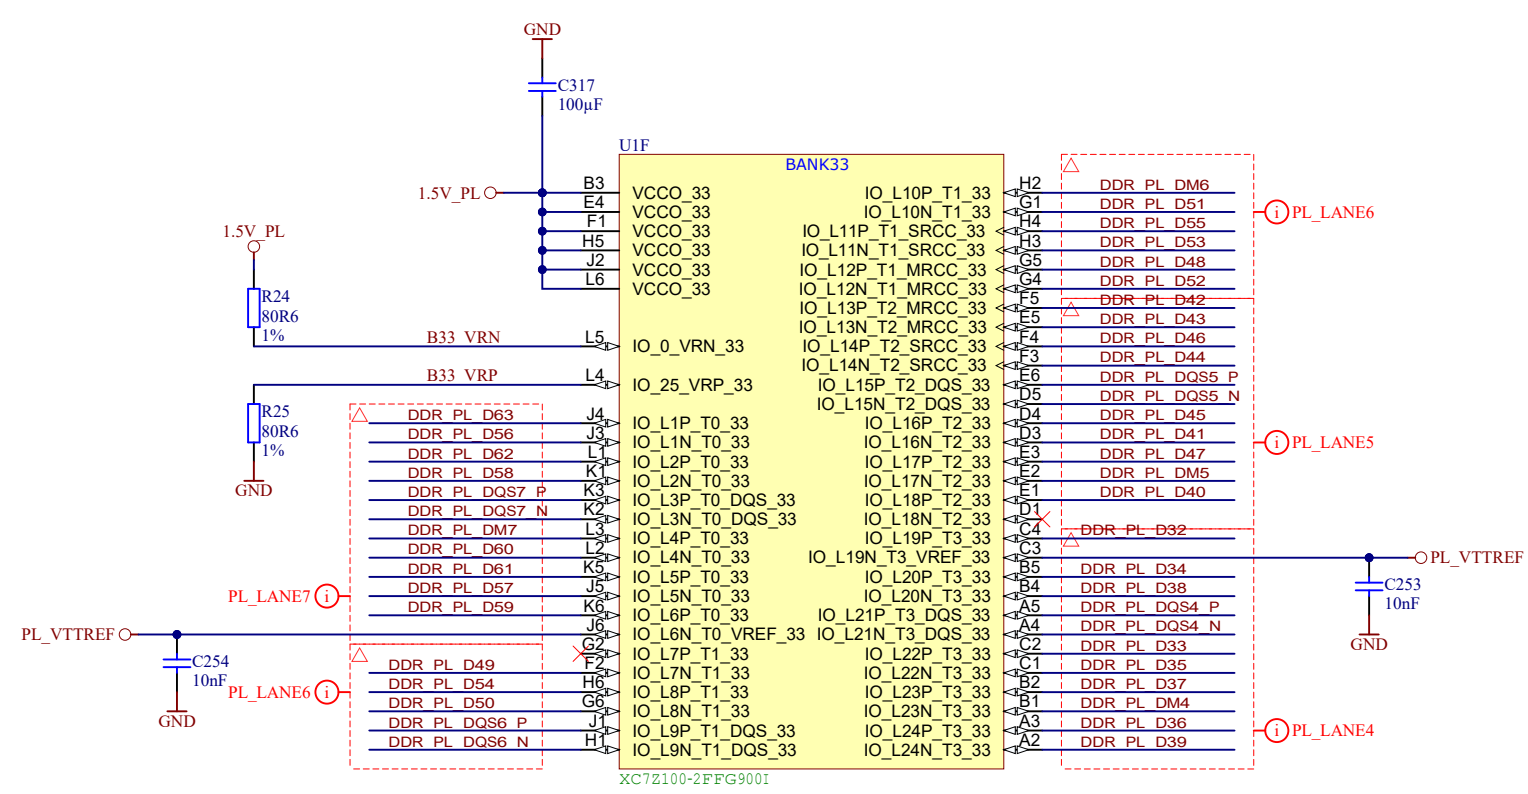 GND
C317
100µF
U1F
BANK33
1.5V_PL
B3 VCCO_33
E4 VCCO_33
F1 VCCO_33
H5 VCCO_33
J2 VCCO_33
L6 VCCO_33
1.5V_PL
R24
80R6
1%
B33_VRN L5 IO_0_VRN_33
B33_VRP L4 IO_25_VRP_33
R25
80R6
1%
GND
DDR_PL_D63 J4 IO_L1P_T0_33
DDR_PL_D56 J3 IO_L1N_T0_33
DDR_PL_D62 L1 IO_L2P_T0_33
DDR_PL_D58 K1 IO_L2N_T0_33
DDR_PL_DQS7_P K3 IO_L3P_T0_DQS_33
DDR_PL_DQS7_N K2 IO_L3N_T0_DQS_33
DDR_PL_DM7 L3 IO_L4P_T0_33
DDR_PL_D60 L2 IO_L4N_T0_33
DDR_PL_D61 K5 IO_L5P_T0_33
DDR_PL_D57 J5 IO_L5N_T0_33
DDR_PL_D59 K6 IO_L6P_T0_33
PL_LANE7 i
PL_VTTREF J6 IO_L6N_T0_VREF_33
G2 IO_L7P_T1_33
C254
10nF
GND
DDR_PL_D49 F2 IO_L7N_T1_33
DDR_PL_D54 H6 IO_L8P_T1_33
DDR_PL_D50 G6 IO_L8N_T1_33
DDR_PL_DQS6_P J1 IO_L9P_T1_DQS_33
DDR_PL_DQS6_N H1 IO_L9N_T1_DQS_33
PL_LANE6 i
IO_L10P_T1_33 H2 DDR_PL_DM6
IO_L10N_T1_33 G1 DDR_PL_D51
IO_L11P_T1_SRCC_33 H4 DDR_PL_D55
IO_L11N_T1_SRCC_33 H3 DDR_PL_D53
IO_L12P_T1_MRCC_33 G5 DDR_PL_D48
IO_L12N_T1_MRCC_33 G4 DDR_PL_D52
i PL_LANE6
IO_L13P_T2_MRCC_33 F5 DDR_PL_D42
IO_L13N_T2_MRCC_33 E5 DDR_PL_D43
IO_L14P_T2_SRCC_33 F4 DDR_PL_D46
IO_L14N_T2_SRCC_33 F3 DDR_PL_D44
IO_L15P_T2_DQS_33 E6 DDR_PL_DQS5_P
IO_L15N_T2_DQS_33 D5 DDR_PL_DQS5_N
IO_L16P_T2_33 D4 DDR_PL_D45
IO_L16N_T2_33 D3 DDR_PL_D41
IO_L17P_T2_33 E3 DDR_PL_D47
IO_L17N_T2_33 E2 DDR_PL_DM5
IO_L18P_T2_33 E1 DDR_PL_D40
IO_L18N_T2_33 D1
i PL_LANE5
IO_L19P_T3_33 C4 DDR_PL_D32
IO_L19N_T3_VREF_33 C3 PL_VTTREF
C253
10nF
GND
IO_L20P_T3_33 B5 DDR_PL_D34
IO_L20N_T3_33 B4 DDR_PL_D38
IO_L21P_T3_DQS_33 A5 DDR_PL_DQS4_P
IO_L21N_T3_DQS_33 A4 DDR_PL_DQS4_N
IO_L22P_T3_33 C2 DDR_PL_D33
IO_L22N_T3_33 C1 DDR_PL_D35
IO_L23P_T3_33 B2 DDR_PL_D37
IO_L23N_T3_33 B1 DDR_PL_DM4
IO_L24P_T3_33 A3 DDR_PL_D36
IO_L24N_T3_33 A2 DDR_PL_D39
i PL_LANE4
XC7Z100-2FFG900I